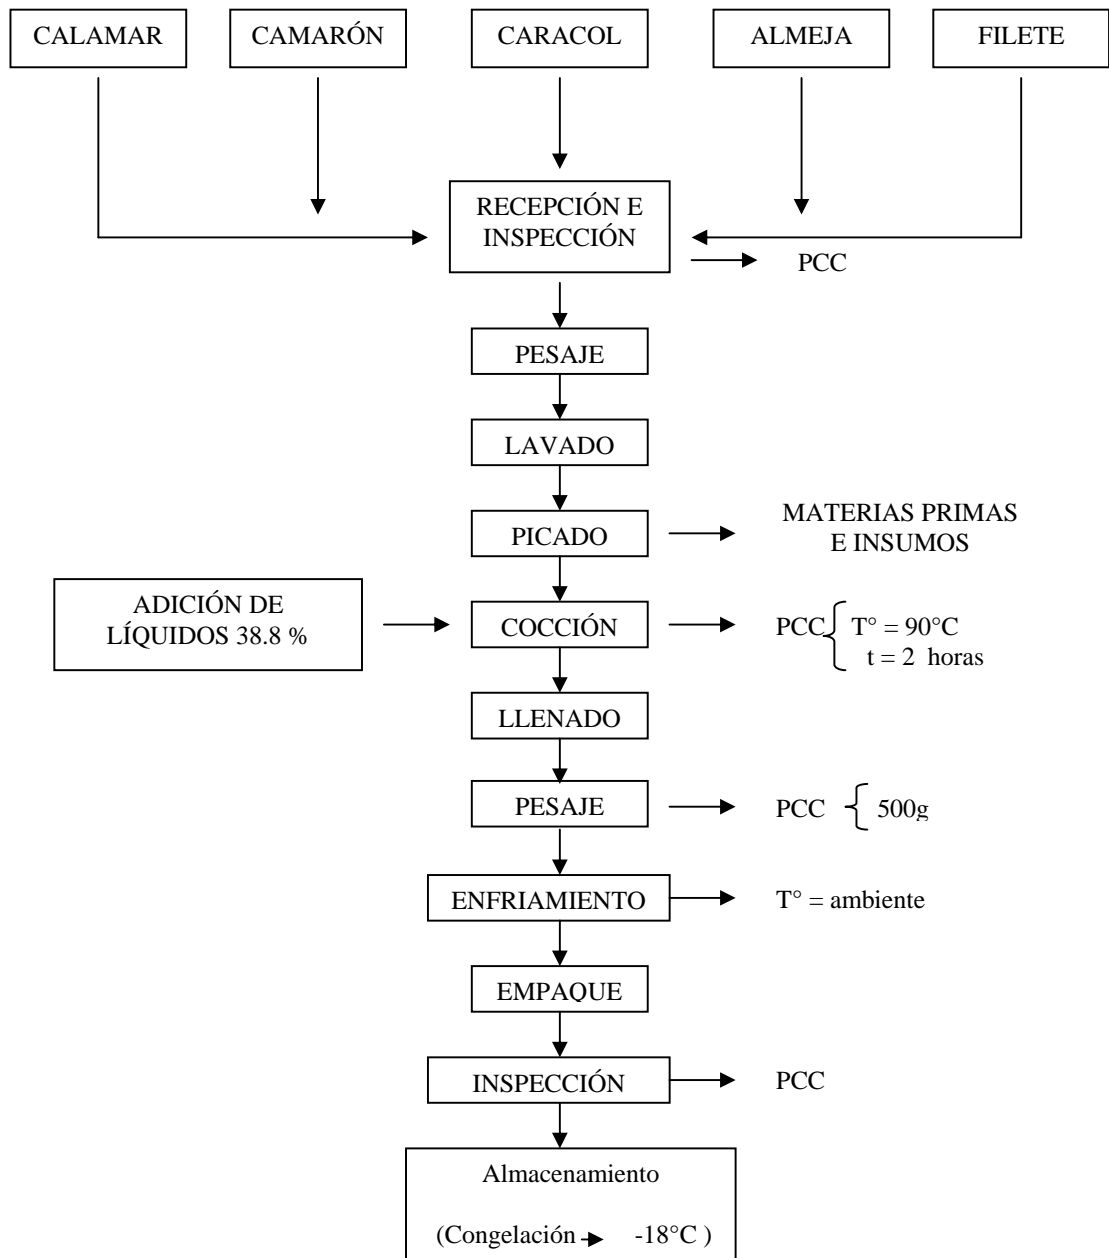 CALAMAR
CAMARÓN
CARACOL
ALMEJA
FILETE
RECEPCIÓN E
INSPECCIÓN
PCC
PESAJE
LAVADO
PICADO
MATERIAS PRIMAS
E INSUMOS
ADICIÓN DE
LÍQUIDOS 38.8 %
COCCIÓN
PCC
T° = 90°C
t = 2 horas
LLENADO
PESAJE
PCC
500g
ENFRIAMIENTO
T° = ambiente
EMPAQUE
INSPECCIÓN
PCC
Almacenamiento
(Congelación → -18°C )